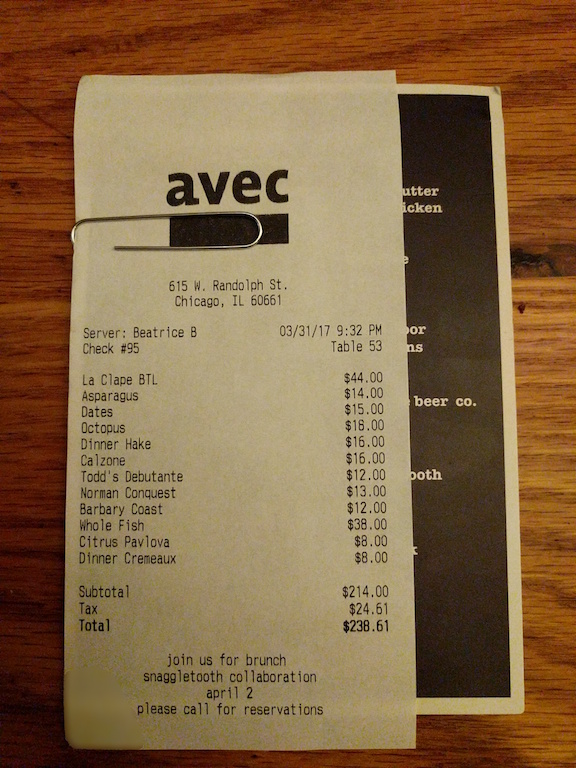 avec
615 W. Randolph St.
Chicago, IL 60661
Server: Beatrice B 03/31/17 9:32 PM
Check #95 Table 53
La Clape BTL $44.00
Asparagus $14.00
Dates $15.00
Octopus $18.00
Dinner Hake $16.00
Calzone $16.00
Todd's Debutante $12.00
Norman Conquest $13.00
Barbary Coast $12.00
Whole Fish $38.00
Citrus Pavlova $8.00
Dinner Cremeaux $8.00
Subtotal $214.00
Tax $24.61
Total $238.61
join us for brunch
snaggletooth collaboration
april 2
please call for reservations
utter
icken
e
oor
ns
beer co.
ooth